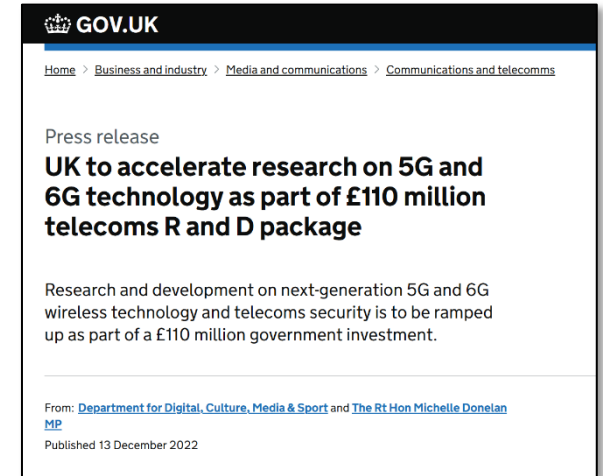 GOV.UK
Home > Business and industry > Media and communications > Communications and telecomms
Press release
UK to accelerate research on 5G and
6G technology as part of £110 million
telecoms R and D package
Research and development on next-generation 5G and 6G
wireless technology and telecoms security is to be ramped
up as part of a £110 million government investment.
From: Department for Digital, Culture, Media & Sport and The Rt Hon Michelle Donelan
MP
Published 13 December 2022